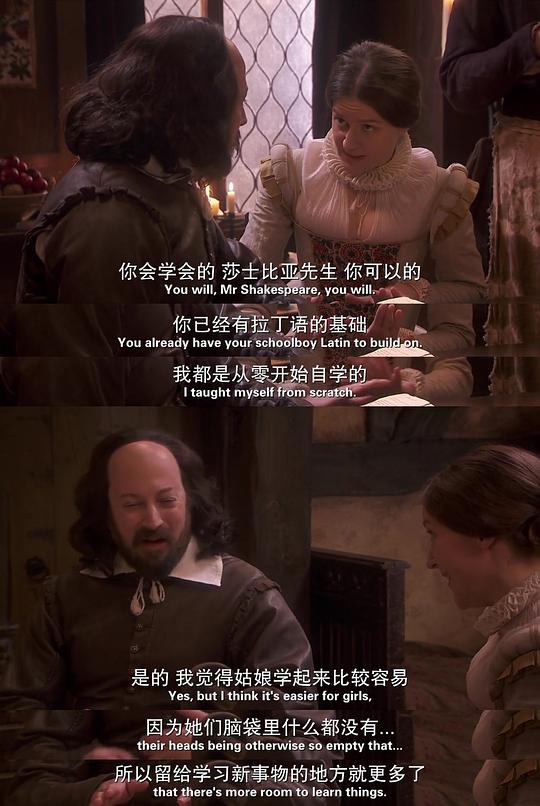 你会学会的 莎士比亚先生 你可以的
You will, Mr Shakespeare, you will.
你已经有拉丁语的基础
You already have your schoolboy Latin to build on.
我都是从零开始自学的
I taught myself from scratch.
是的 我觉得姑娘学起来比较容易
Yes, but I think it's easier for girls,
因为她们脑袋里什么都没有...
their heads being otherwise so empty that...
所以留给学习新事物的地方就更多了
that there's more room to learn things.